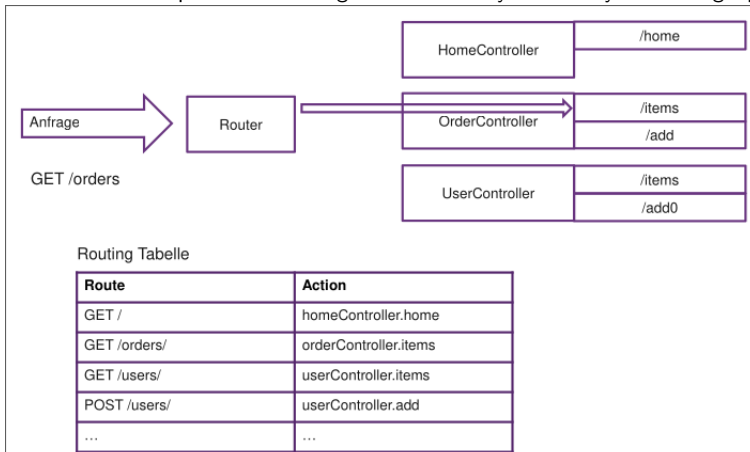 HomeController
/home
Anfrage
Router
OrderController
/items
/add
GET /orders
UserController
/items
/add0
Routing Tabelle
Route Action
GET / homeController.home
GET /orders/ orderController.items
GET /users/ userController.items
POST /users/ userController.add
... ...